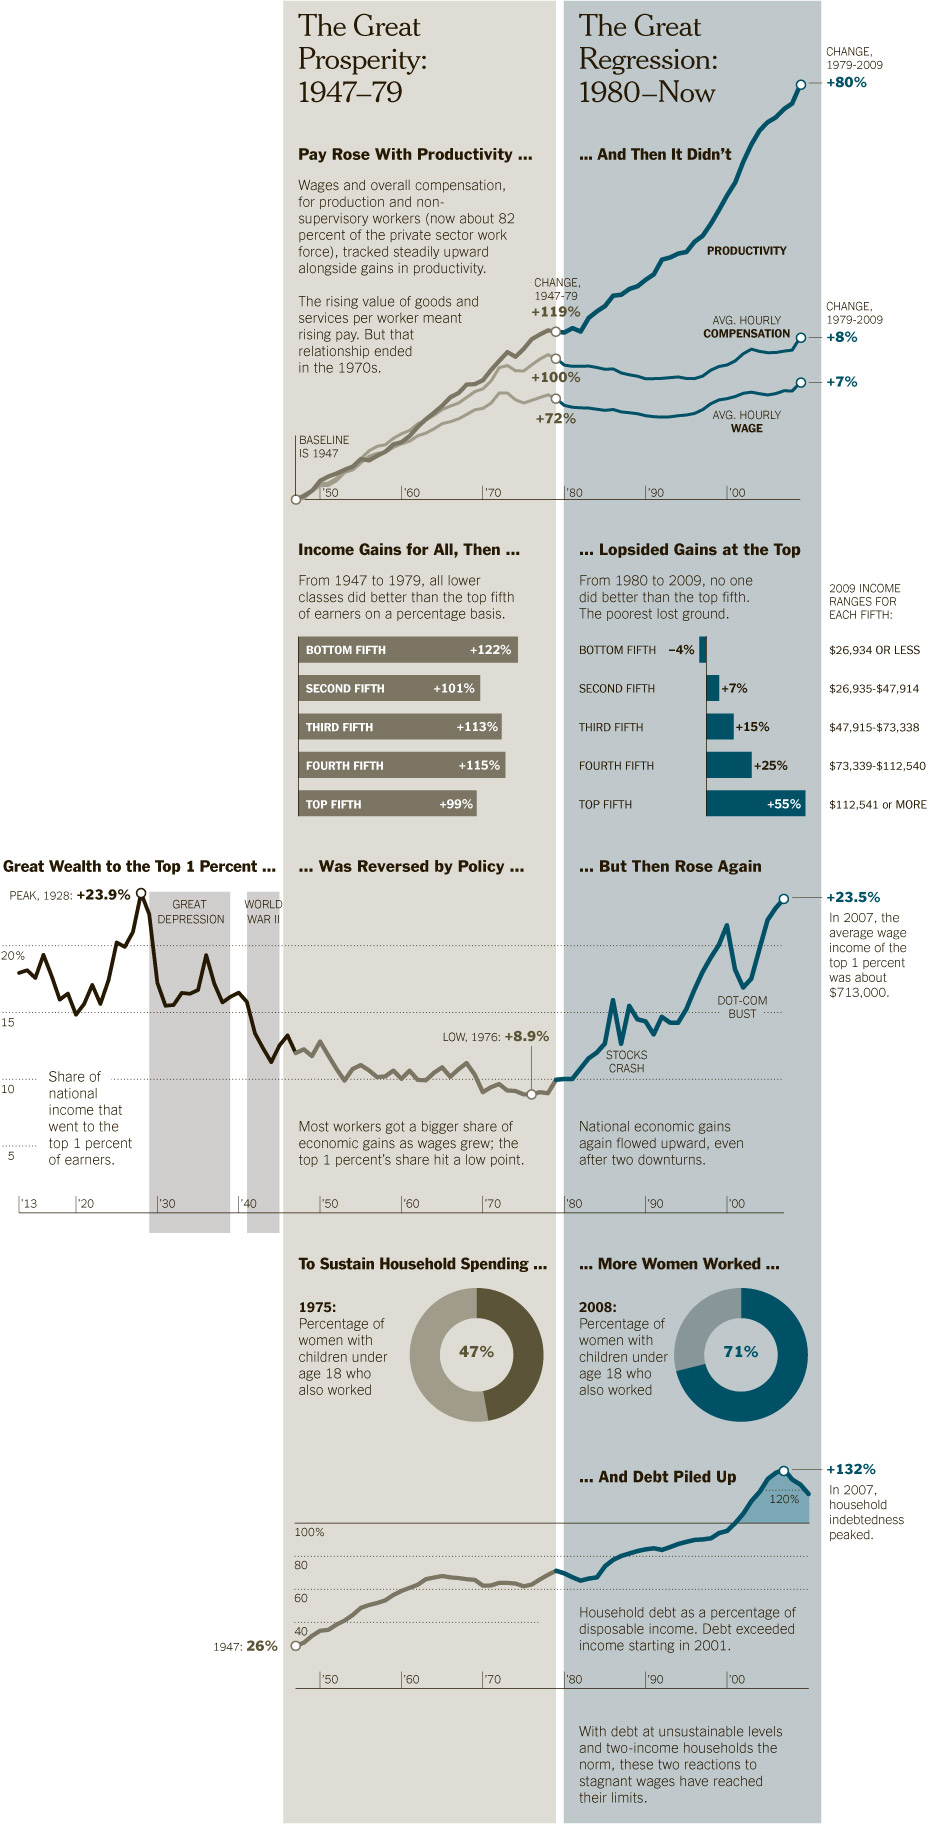 The Great
Prosperity:
1947–79
The Great
Regression:
1980–Now
CHANGE,
1979-2009
+80%
Pay Rose With Productivity ...
... And Then It Didn’t
Wages and overall compensation,
for production and non-
supervisory workers (now about 82
percent of the private sector work
force), tracked steadily upward
alongside gains in productivity.
The rising value of goods and
services per worker meant
rising pay. But that
relationship ended
in the 1970s.
PRODUCTIVITY
CHANGE,
1947-79
+119%
+100%
+72%
AVG. HOURLY
COMPENSATION
CHANGE,
1979-2009
+8%
+7%
AVG. HOURLY
WAGE
BASELINE
IS 1947
’50 ’60 ’70 ’80 ’90 ’00
Income Gains for All, Then ...
... Lopsided Gains at the Top
From 1947 to 1979, all lower
classes did better than the top fifth
of earners on a percentage basis.
From 1980 to 2009, no one
did better than the top fifth.
The poorest lost ground.
2009 INCOME
RANGES FOR
EACH FIFTH:
BOTTOM FIFTH +122% BOTTOM FIFTH –4% $26,934 OR LESS
SECOND FIFTH +101% SECOND FIFTH +7% $26,935-$47,914
THIRD FIFTH +113% THIRD FIFTH +15% $47,915-$73,338
FOURTH FIFTH +115% FOURTH FIFTH +25% $73,339-$112,540
TOP FIFTH +99% TOP FIFTH +55% $112,541 or MORE
Great Wealth to the Top 1 Percent ...
... Was Reversed by Policy ...
... But Then Rose Again
PEAK, 1928: +23.9%
GREAT
DEPRESSION
WORLD
WAR II
+23.5%
In 2007, the
average wage
income of the
top 1 percent
was about
$713,000.
20%
15
10
5
DOT-COM
BUST
LOW, 1976: +8.9%
STOCKS
CRASH
Share of
national
income that
went to the
top 1 percent
of earners.
Most workers got a bigger share of
economic gains as wages grew; the
top 1 percent’s share hit a low point.
National economic gains
again flowed upward, even
after two downturns.
’13 ’20 ’30 ’40 ’50 ’60 ’70 ’80 ’90 ’00
To Sustain Household Spending ...
... More Women Worked ...
1975:
Percentage of
women with
children under
age 18 who
also worked
47%
2008:
Percentage of
women with
children under
age 18 who
also worked
71%
... And Debt Piled Up
+132%
In 2007,
household
indebtedness
peaked.
120%
100%
80
60
40
1947: 26%
Household debt as a percentage of
disposable income. Debt exceeded
income starting in 2001.
’50 ’60 ’70 ’80 ’90 ’00
With debt at unsustainable levels
and two-income households the
norm, these two reactions to
stagnant wages have reached
their limits.